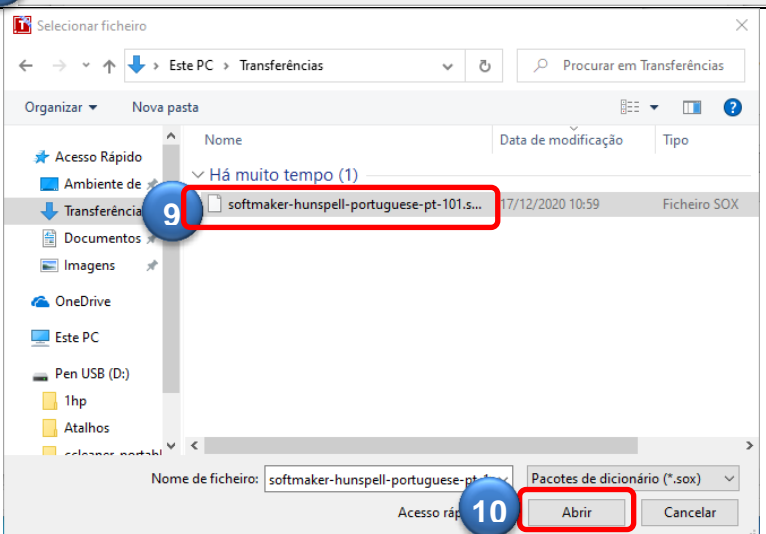 Selecionar ficheiro
Este PC > Transferências
Procurar em Transferências
Organizar
Nova pasta
Nome
Data de modificação
Tipo
Acesso Rápido
Há muito tempo (1)
Ambiente de
9
Transferência
softmaker-hunspell-portuguese-pt-101.s...
17/12/2020 10:59
Ficheiro SOX
Documentos
Imagens
OneDrive
Este PC
Pen USB (D:)
1hp
Atalhos
Nome de ficheiro:
softmaker-hunspell-portuguese-pt-1
Pacotes de dicionário (*.sox)
Acesso ráp
10
Abrir
Cancelar